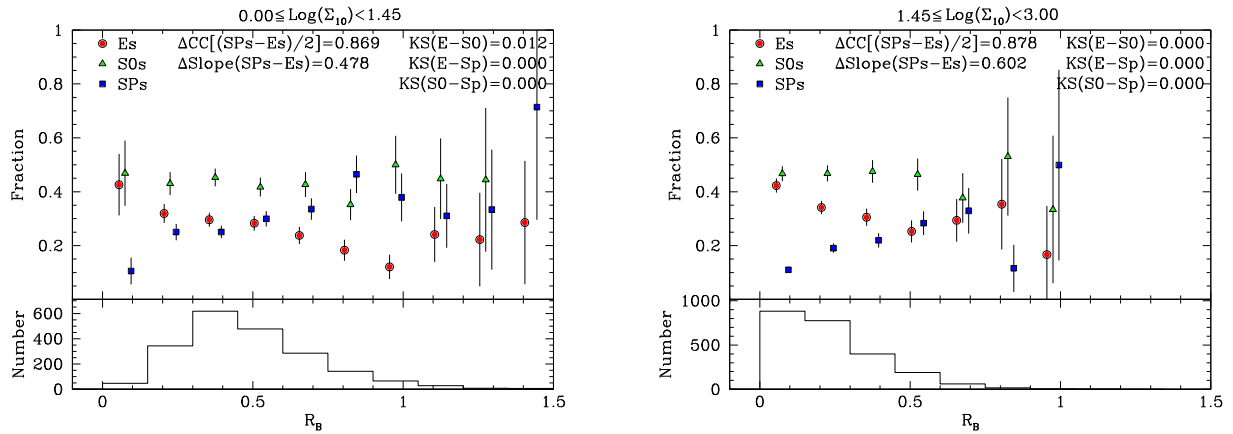 0.00≤Log(Σ10)<1.45
Es ΔCC[(SPs-Es)/2]=0.869 KS(E-S0)=0.012
S0s ΔSlope(SPs-Es)=0.478 KS(E-Sp)=0.000
SPs KS(S0-Sp)=0.000
Fraction
1
0.8
0.6
0.4
0.2
Number
600
400
200
0
0 0.5 1 1.5
R_B
1.45≤Log(Σ10)<3.00
Es ΔCC[(SPs-Es)/2]=0.878 KS(E-S0)=0.000
S0s ΔSlope(SPs-Es)=0.602 KS(E-Sp)=0.000
SPs KS(S0-Sp)=0.000
Fraction
1
0.8
0.6
0.4
0.2
Number
1000
500
0
0 0.5 1 1.5
R_B